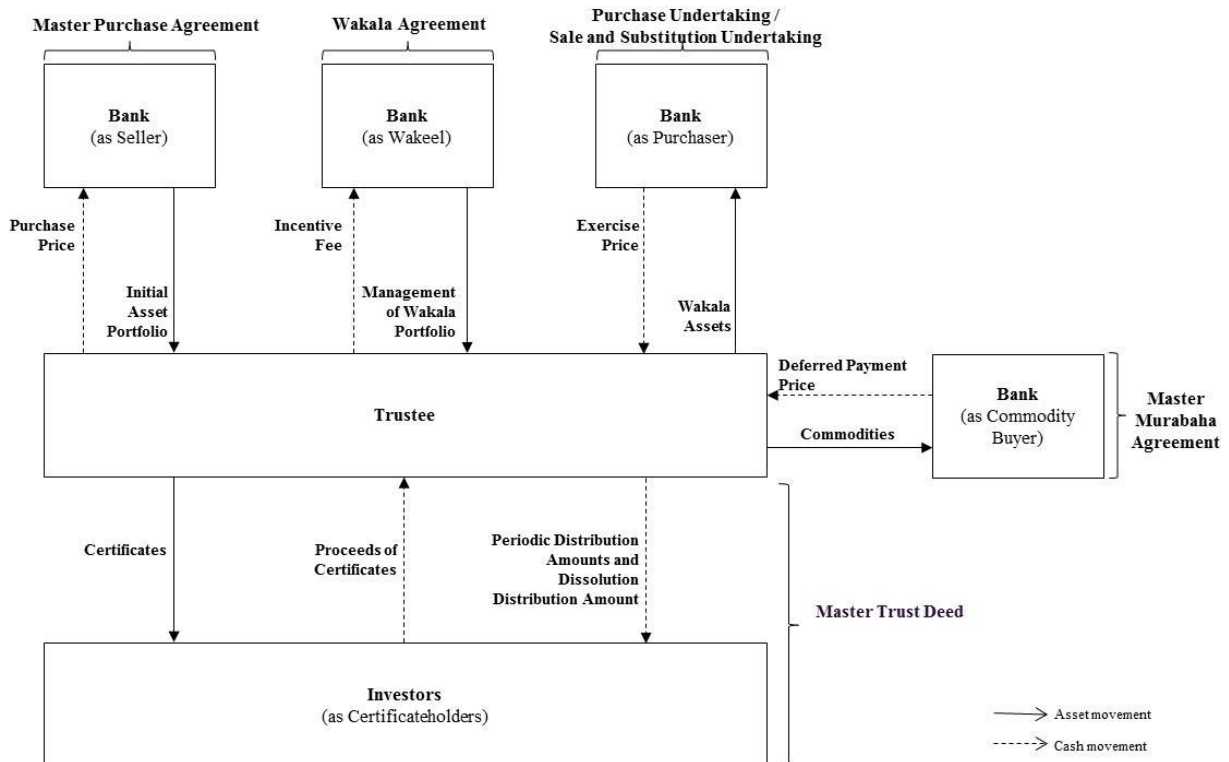 Master Purchase Agreement
Wakala Agreement
Purchase Undertaking /
Sale and Substitution Undertaking
Bank
(as Seller)
Bank
(as Wakeel)
Bank
(as Purchaser)
Purchase
Price
Initial
Asset
Portfolio
Incentive
Fee
Management
of Wakala
Portfolio
Exercise
Price
Wakala
Assets
Trustee
Deferred Payment
Price
Commodities
Bank
(as Commodity
Buyer)
Master
Murabaha
Agreement
Certificates
Proceeds of
Certificates
Periodic Distribution
Amounts and
Dissolution
Distribution Amount
Master Trust Deed
Investors
(as Certificateholders)
Asset movement
Cash movement